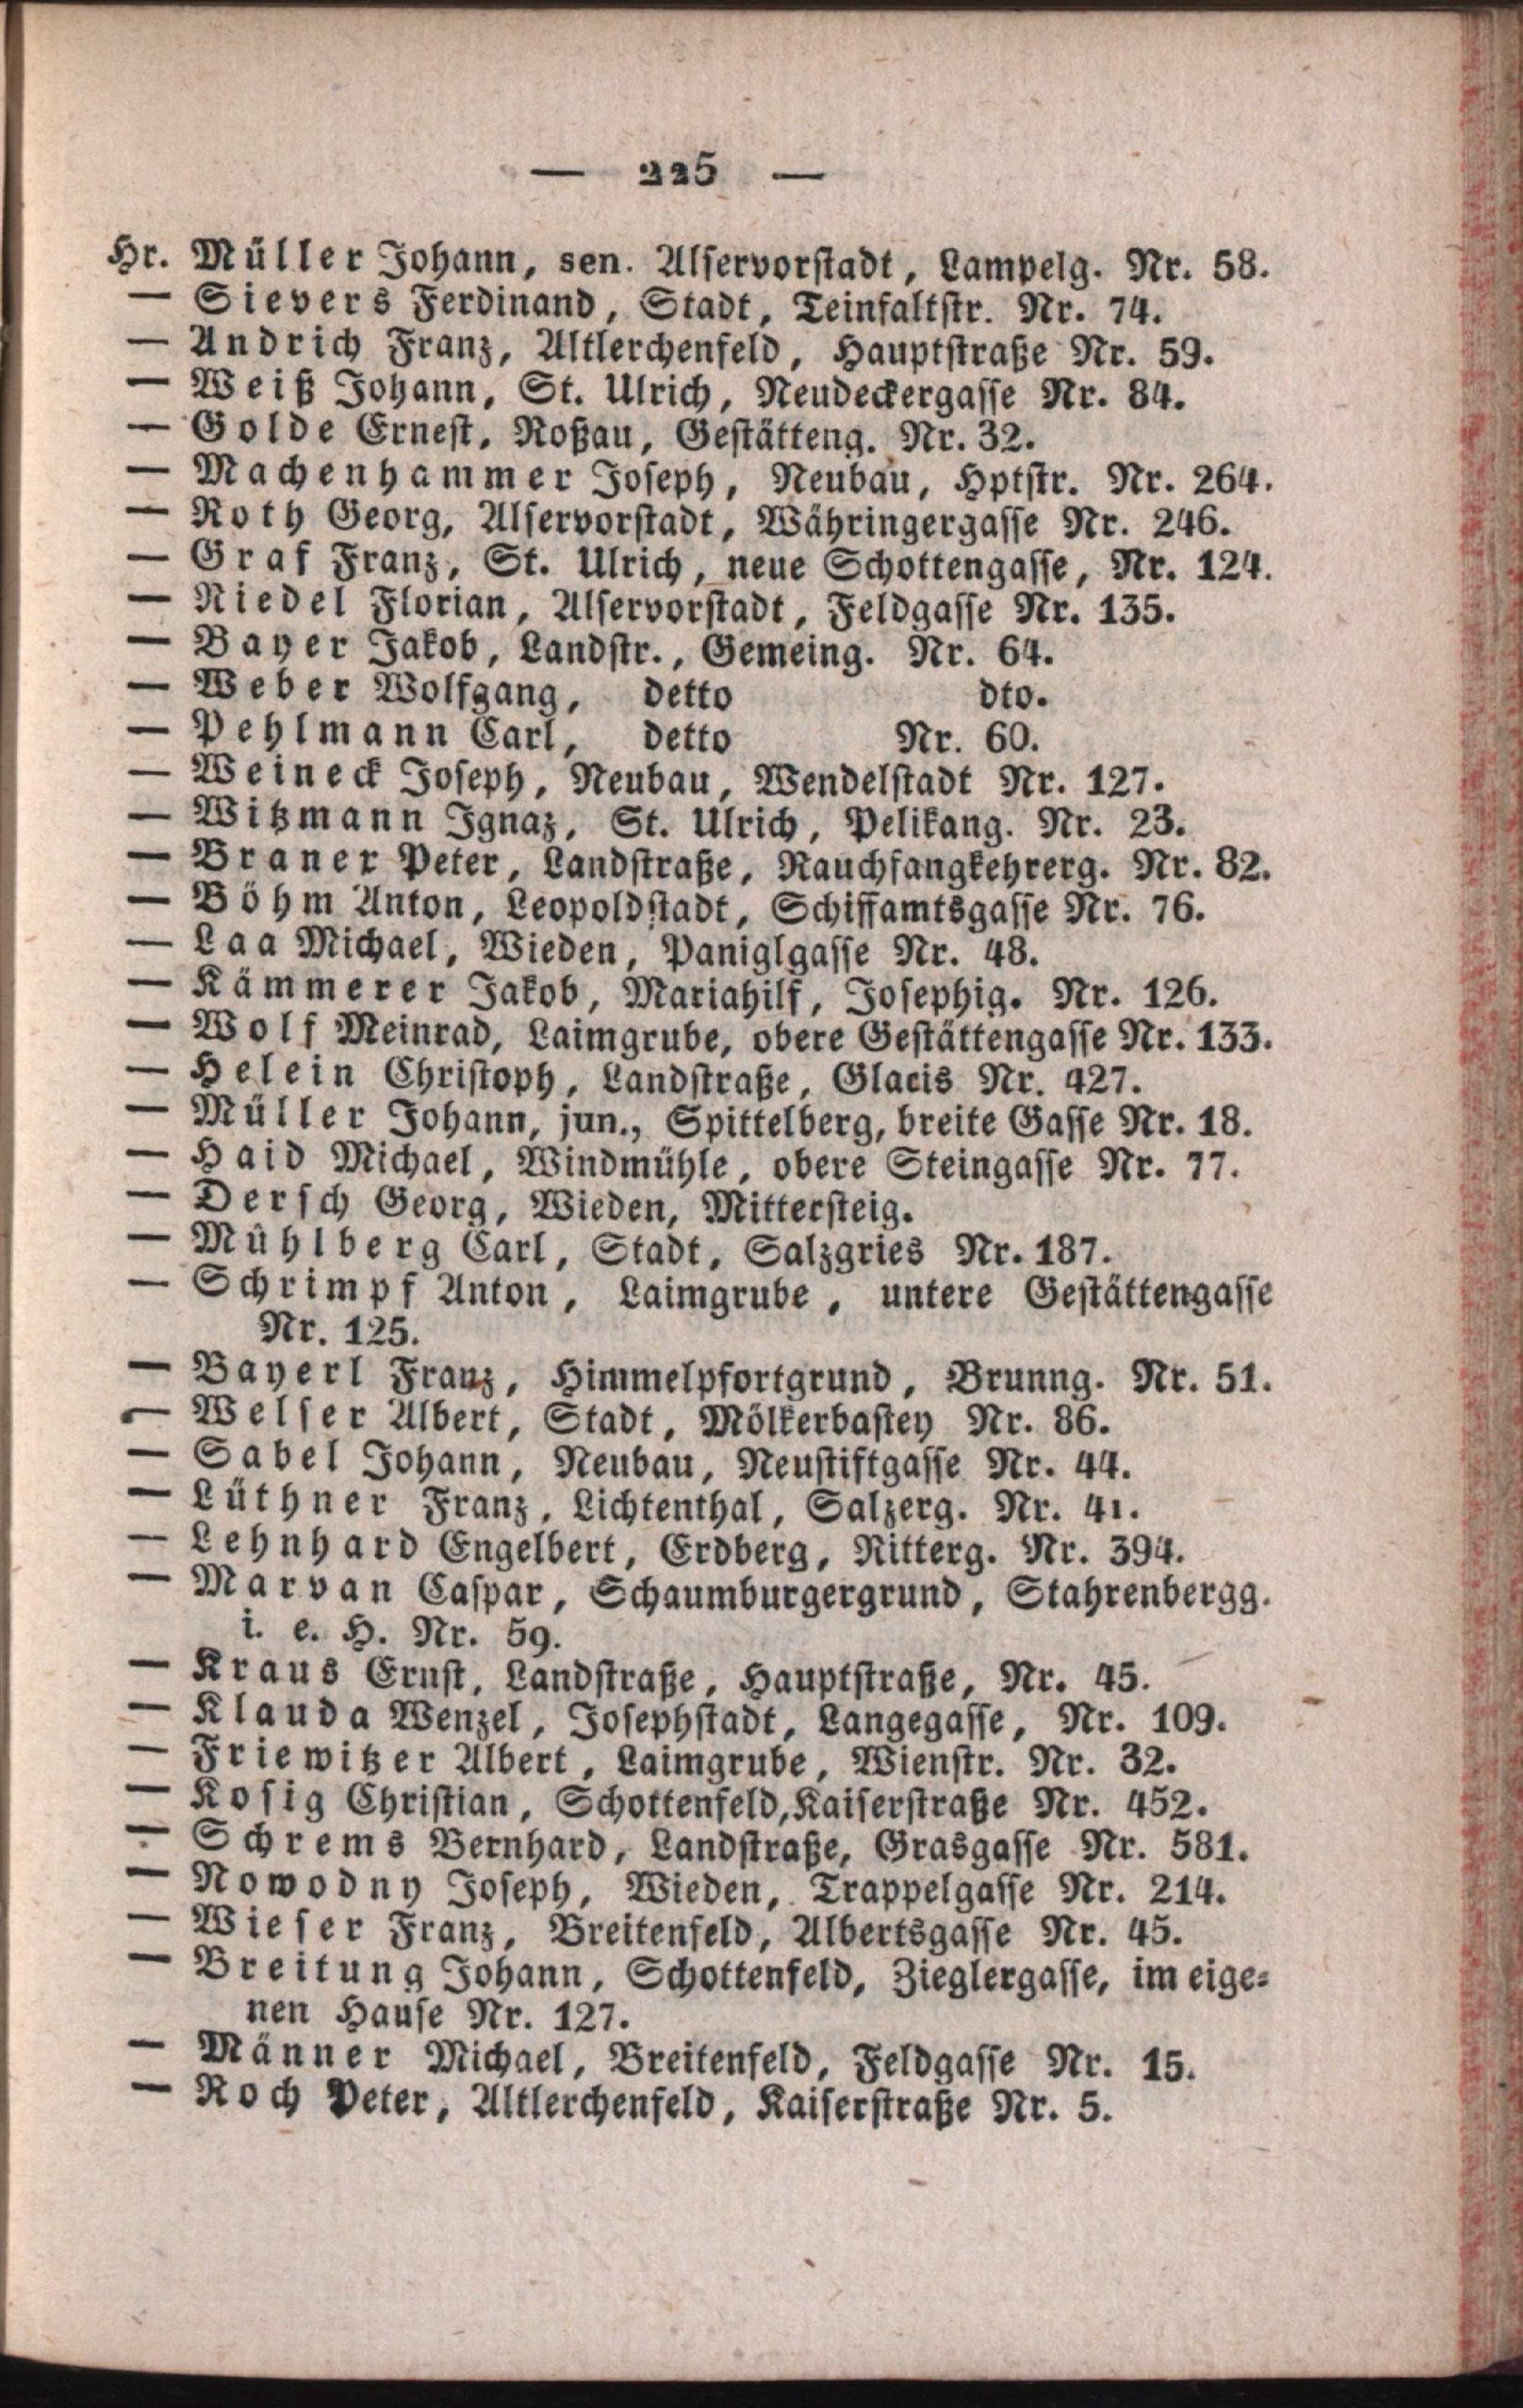 — 225 —
Hr. Müller Johann, sen. Alservorstadt, Lampelg. Nr. 58.
— Sievers Ferdinand, Stadt, Teinfaltstr. Nr. 74.
— Andrich Franz, Altlerchenfeld, Hauptstraße Nr. 59.
— Weiß Johann, St. Ulrich, Neudeckergasse Nr. 84.
— Golde Ernest, Roßau, Gestätteng. Nr. 32.
— Machenhammer Joseph, Neubau, Hptstr. Nr. 264.
— Roth Georg, Alservorstadt, Währingergasse Nr. 246.
— Graf Franz, St. Ulrich, neue Schottengasse, Nr. 124.
— Riedel Florian, Alservorstadt, Feldgasse Nr. 135.
— Bayer Jakob, Landstr., Gemeing. Nr. 64.
— Weber Wolfgang, detto dto.
— Pehlmann Carl, detto Nr. 60.
— Weineck Joseph, Neubau, Wendelstadt Nr. 127.
— Witzmann Ignaz, St. Ulrich, Pelikang. Nr. 23.
— Braner Peter, Landstraße, Rauchfangkehrerg. Nr. 82.
— Böhm Anton, Leopoldstadt, Schiffamtsgasse Nr. 76.
— Laa Michael, Wieden, Paniglgasse Nr. 48.
— Kämmerer Jakob, Mariahilf, Josephig. Nr. 126.
— Wolf Meinrad, Laimgrube, obere Gestättengasse Nr. 133.
— Helein Christoph, Landstraße, Glacis Nr. 427.
— Müller Johann, jun., Spittelberg, breite Gasse Nr. 18.
— Haid Michael, Windmühle, obere Steingasse Nr. 77.
— Dersch Georg, Wieden, Mittersteig.
— Mühlberg Carl, Stadt, Salzgries Nr. 187.
— Schrimpf Anton, Laimgrube, untere Gestättengasse
Nr. 125.
— Bayerl Franz, Himmelpfortgrund, Brunng. Nr. 51.
— Welser Albert, Stadt, Mölkerbastey Nr. 86.
— Sabel Johann, Neubau, Neustiftgasse Nr. 44.
— Lüthner Franz, Lichtenthal, Salzerg. Nr. 41.
— Lehnhard Engelbert, Erdberg, Ritterg. Nr. 394.
— Marvan Caspar, Schaumburgergrund, Stahrenbergg.
i. e. H. Nr. 59.
— Kraus Ernst, Landstraße, Hauptstraße, Nr. 45.
— Klauda Wenzel, Josephstadt, Langegasse, Nr. 109.
— Friewitzer Albert, Laimgrube, Wienstr. Nr. 32.
— Kosig Christian, Schottenfeld, Kaiserstraße Nr. 452.
— Schrems Bernhard, Landstraße, Grasgasse Nr. 581.
— Nowodny Joseph, Wieden, Trappelgasse Nr. 214.
— Wieser Franz, Breitenfeld, Albertsgasse Nr. 45.
— Breitung Johann, Schottenfeld, Zieglergasse, im eige-
nen Hause Nr. 127.
— Männer Michael, Breitenfeld, Feldgasse Nr. 15.
— Roch Peter, Altlerchenfeld, Kaiserstraße Nr. 5.